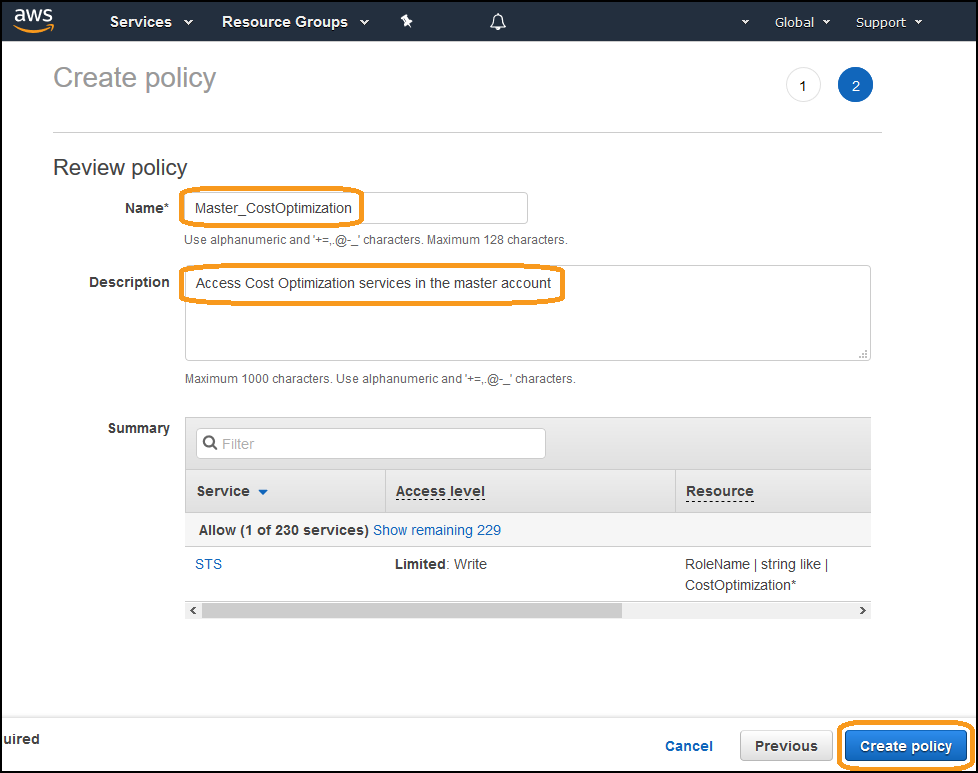 aws Services Resource Groups Global Support
Create policy
1 2
Review policy
Name* Master_CostOptimization
Use alphanumeric and '+=,.@-_' characters. Maximum 128 characters.
Description Access Cost Optimization services in the master account
Maximum 1000 characters. Use alphanumeric and '+=,.@-_' characters.
Summary
Filter
Service Access level Resource
Allow (1 of 230 services) Show remaining 229
STS Limited: Write RoleName | string like |
CostOptimization*
uired
Cancel Previous Create policy